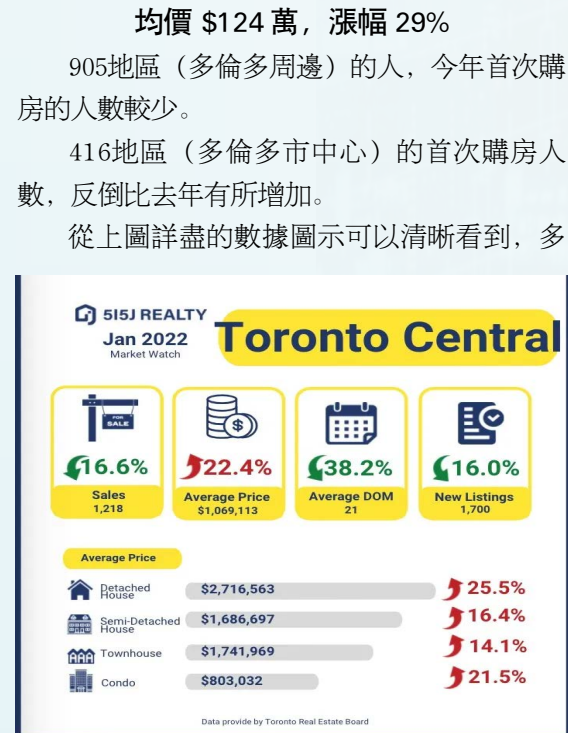 均價 $124 萬，漲幅 29%
905地區（多倫多周邊）的人，今年首次購
房的人數較少。
416地區（多倫多市中心）的首次購房人
數，反倒比去年有所增加。
從上圖詳盡的數據圖示可以清晰看到，多
5I5J REALTY
Jan 2022
Market Watch
Toronto Central
FOR
SALE
16.6%
Sales
1,218
$
22.4%
Average Price
$1,069,113
38.2%
Average DOM
21
16.0%
New Listings
1,700
Average Price
Detached
House
$2,716,563
25.5%
Semi-Detached
House
$1,686,697
16.4%
Townhouse
$1,741,969
14.1%
Condo
$803,032
21.5%
Data provide by Toronto Real Estate Board